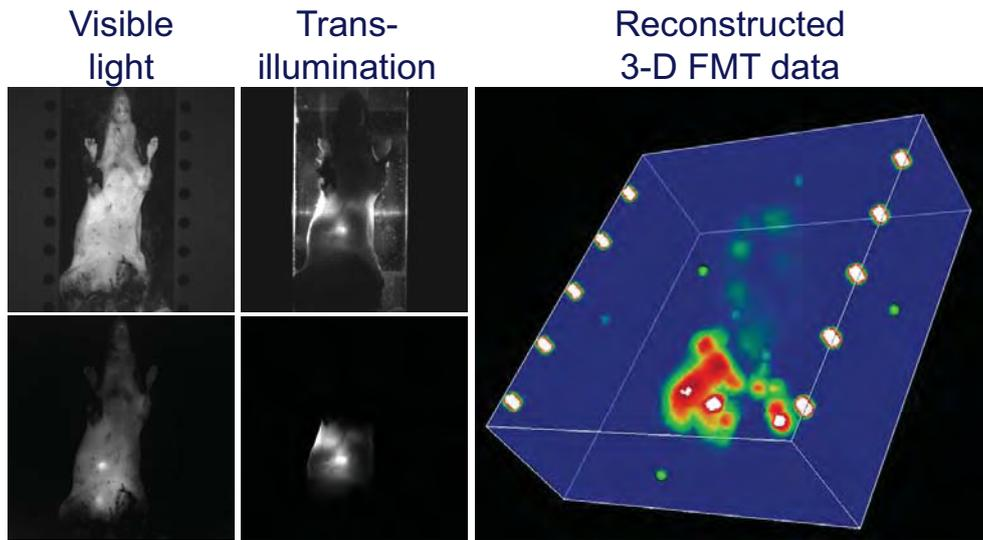 Visible
light
Trans-
illumination
Reconstructed
3-D FMT data